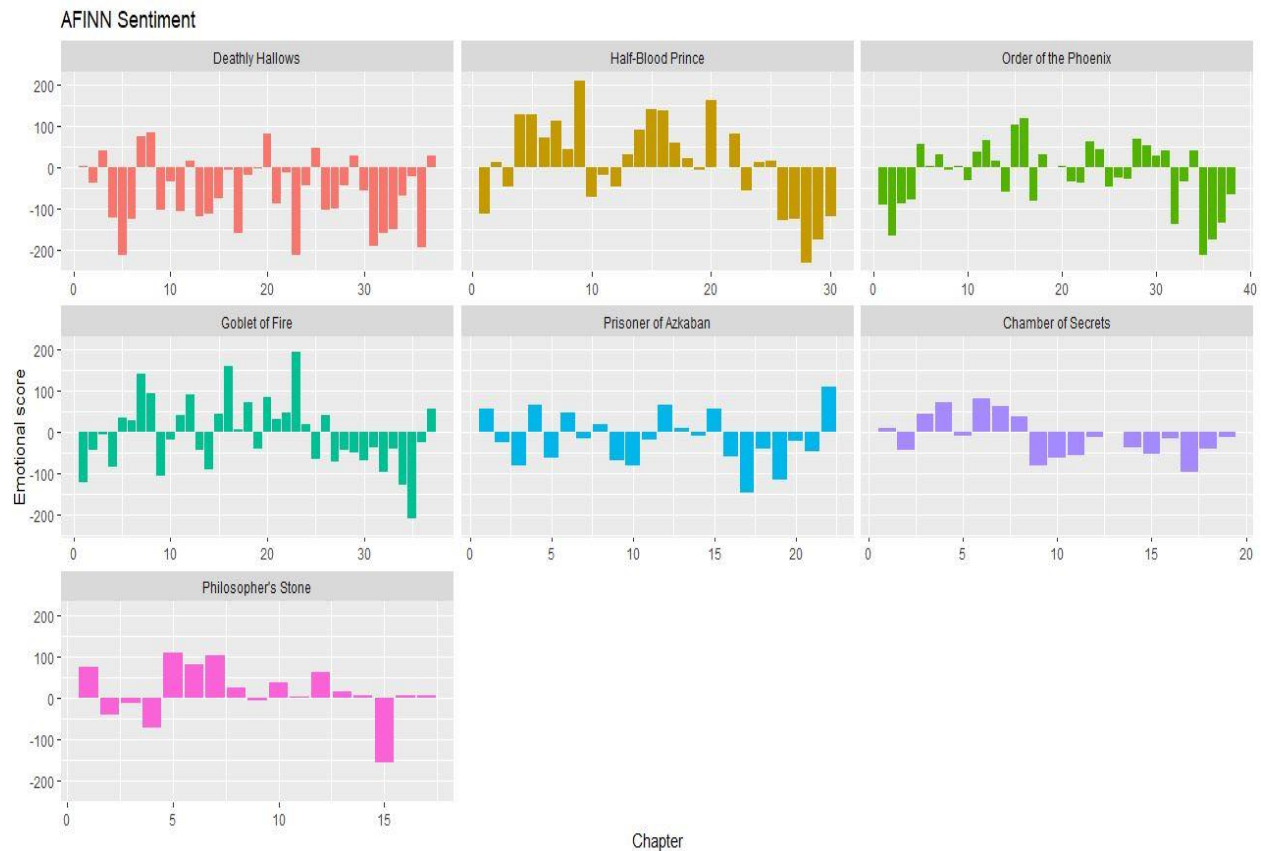 AFINN Sentiment
Deathly Hallows
Half-Blood Prince
Order of the Phoenix
200
100
0
-100
-200
0 10 20 30
0 10 20 30
0 10 20 30 40
Goblet of Fire
Prisoner of Azkaban
Chamber of Secrets
Emotional score
200
100
0
-100
-200
0 10 20 30
0 5 10 15 20
0 5 10 15 20
Philosopher's Stone
200
100
0
-100
-200
0 5 10 15
Chapter